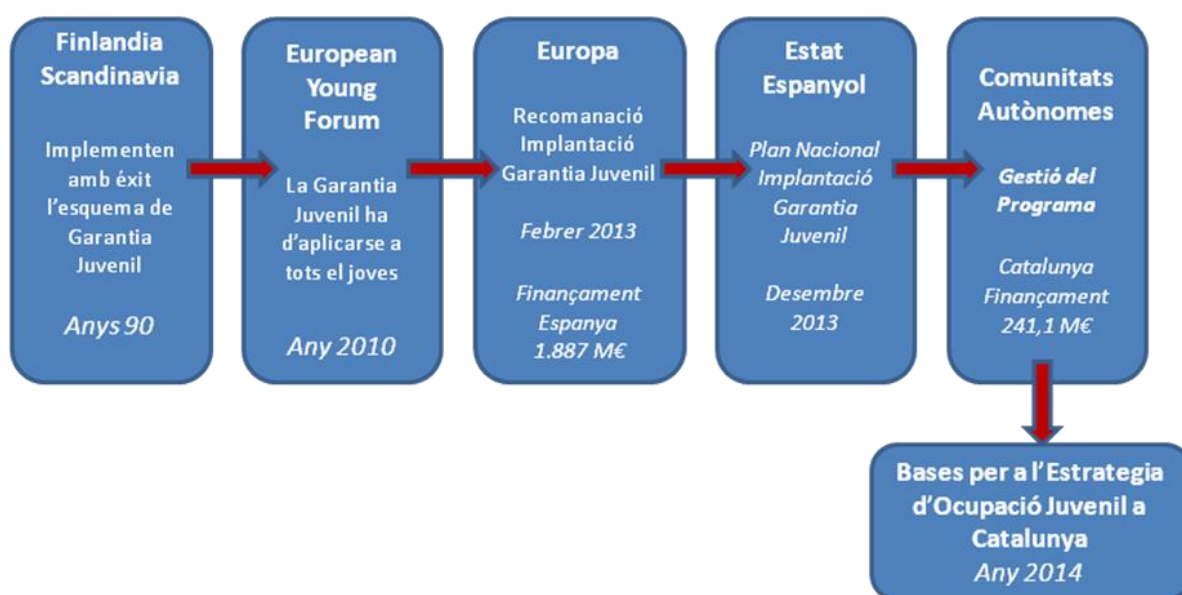 Finlandia
Scandinavia
Implementen
amb éxit
l'esquema de
Garantia
Juvenil
Anys 90
European
Young
Forum
La Garantia
Juvenil ha
d'aplicarse a
tots el joves
Any 2010
Europa
Recomanació
Implantació
Garantia Juvenil
Febrer 2013
Finançament
Espanya
1.887 M€
Estat
Espanyol
Plan Nacional
Implantació
Garantia
Juvenil
Desembre
2013
Comunitats
Autònomes
Gestió del
Programa
Catalunya
Finançament
241,1 M€
Bases per a l'Estrategia
d'Ocupació Juvenil a
Catalunya
Any 2014